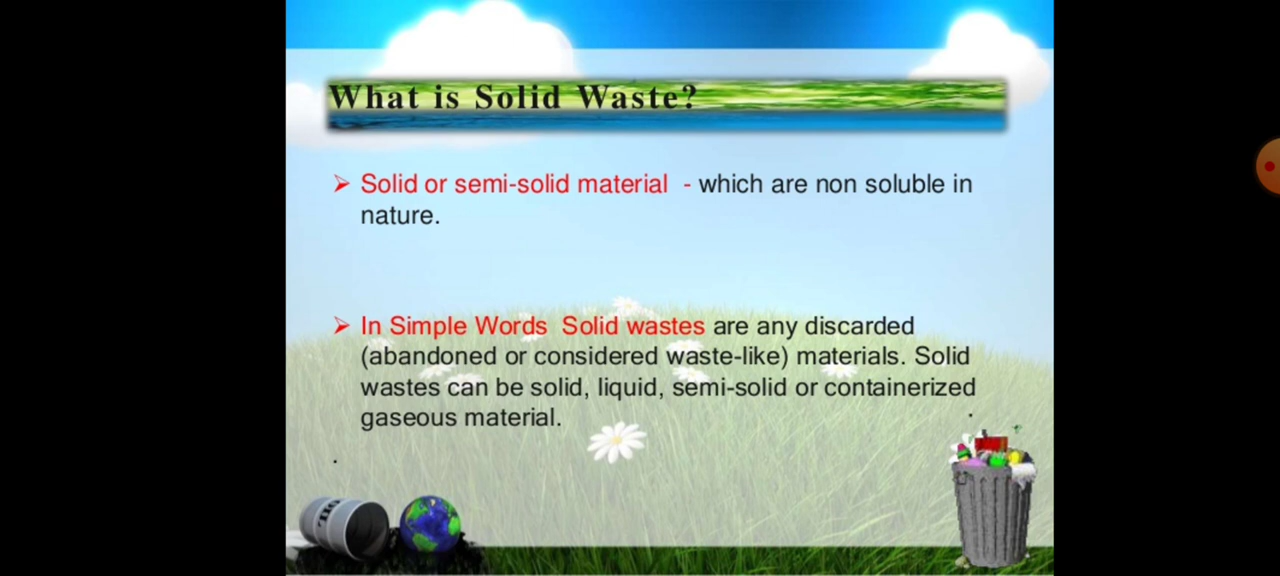 What is Solid Waste?
➢ Solid or semi-solid material - which are non soluble in
nature.
➢ In Simple Words Solid wastes are any discarded
(abandoned or considered waste-like) materials. Solid
wastes can be solid, liquid, semi-solid or containerized
gaseous material.
.
.